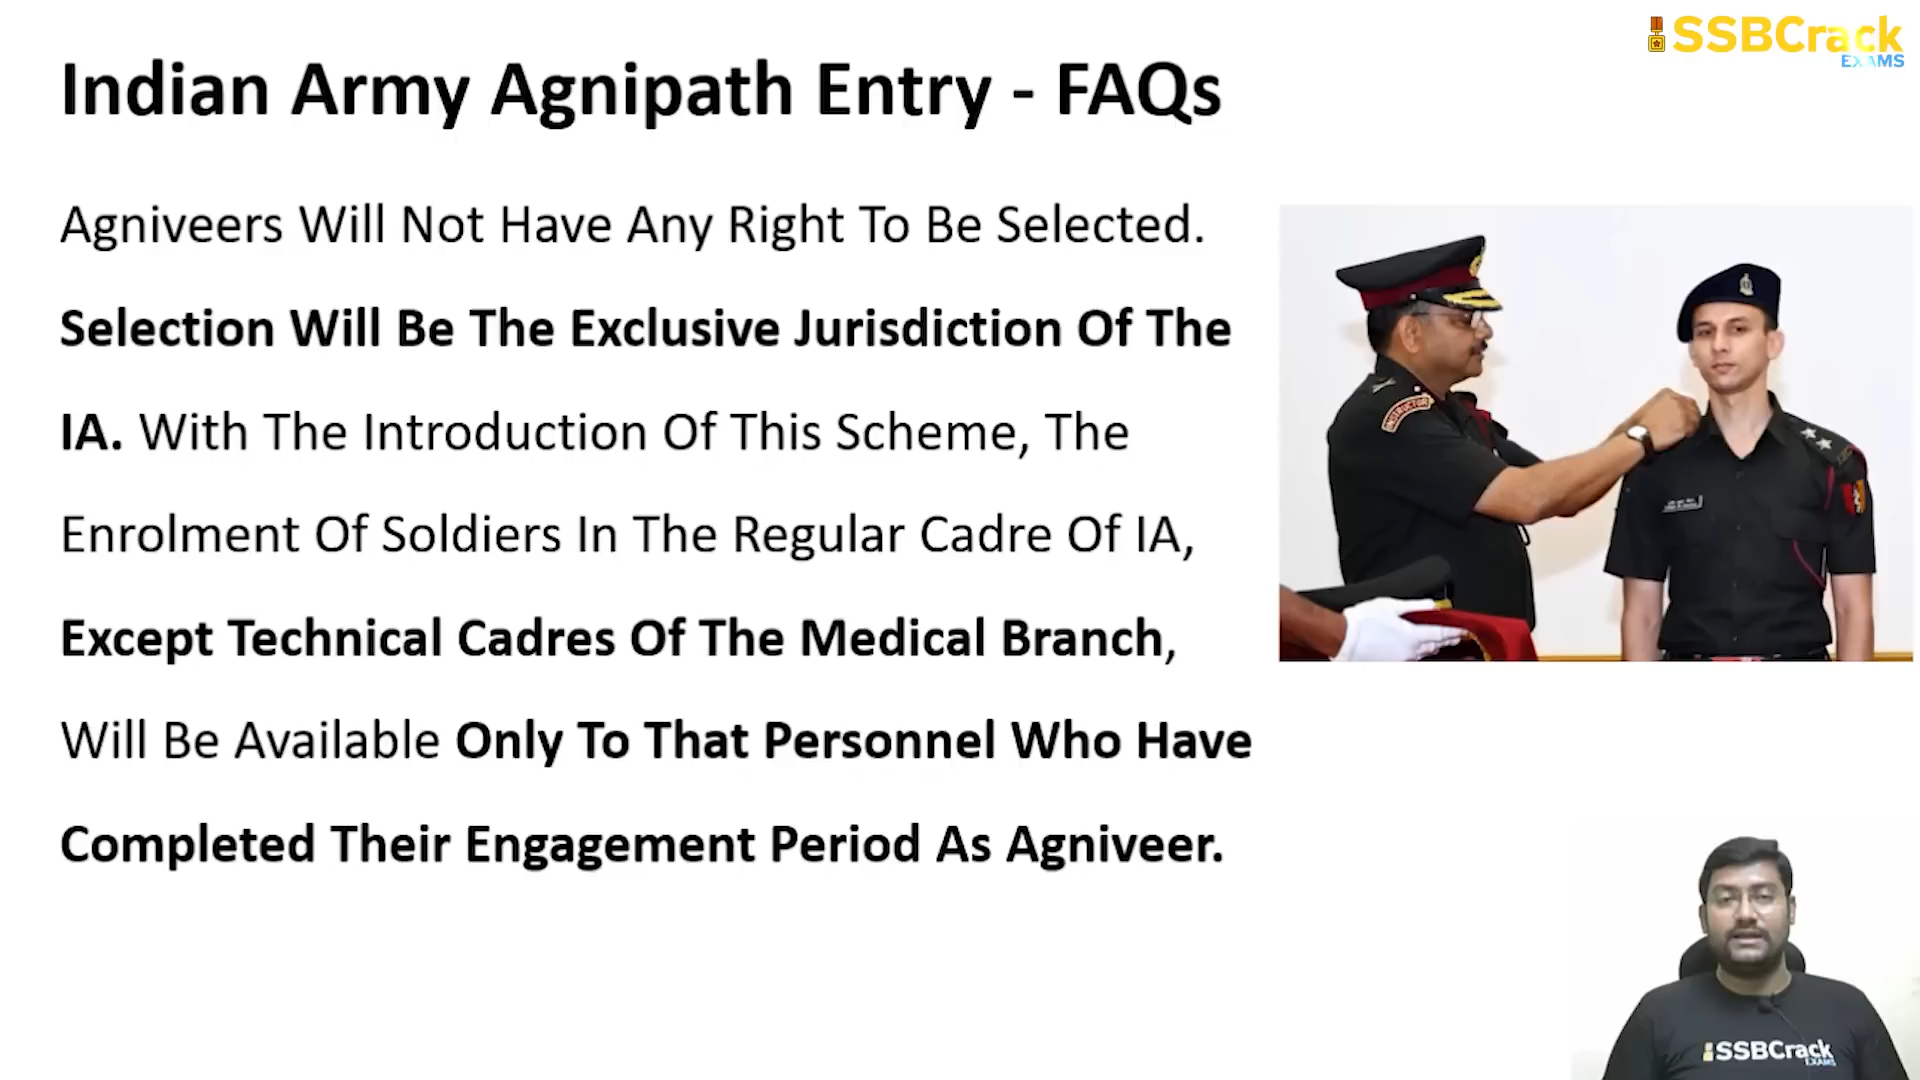 SSBCrack
EXAMS
Indian Army Agnipath Entry - FAQs
Agniveers Will Not Have Any Right To Be Selected.
Selection Will Be The Exclusive Jurisdiction Of The
IA. With The Introduction Of This Scheme, The
Enrolment Of Soldiers In The Regular Cadre Of IA,
Except Technical Cadres Of The Medical Branch,
Will Be Available Only To That Personnel Who Have
Completed Their Engagement Period As Agniveer.
INSTRUCTOR
SSBCrack
EXAMS